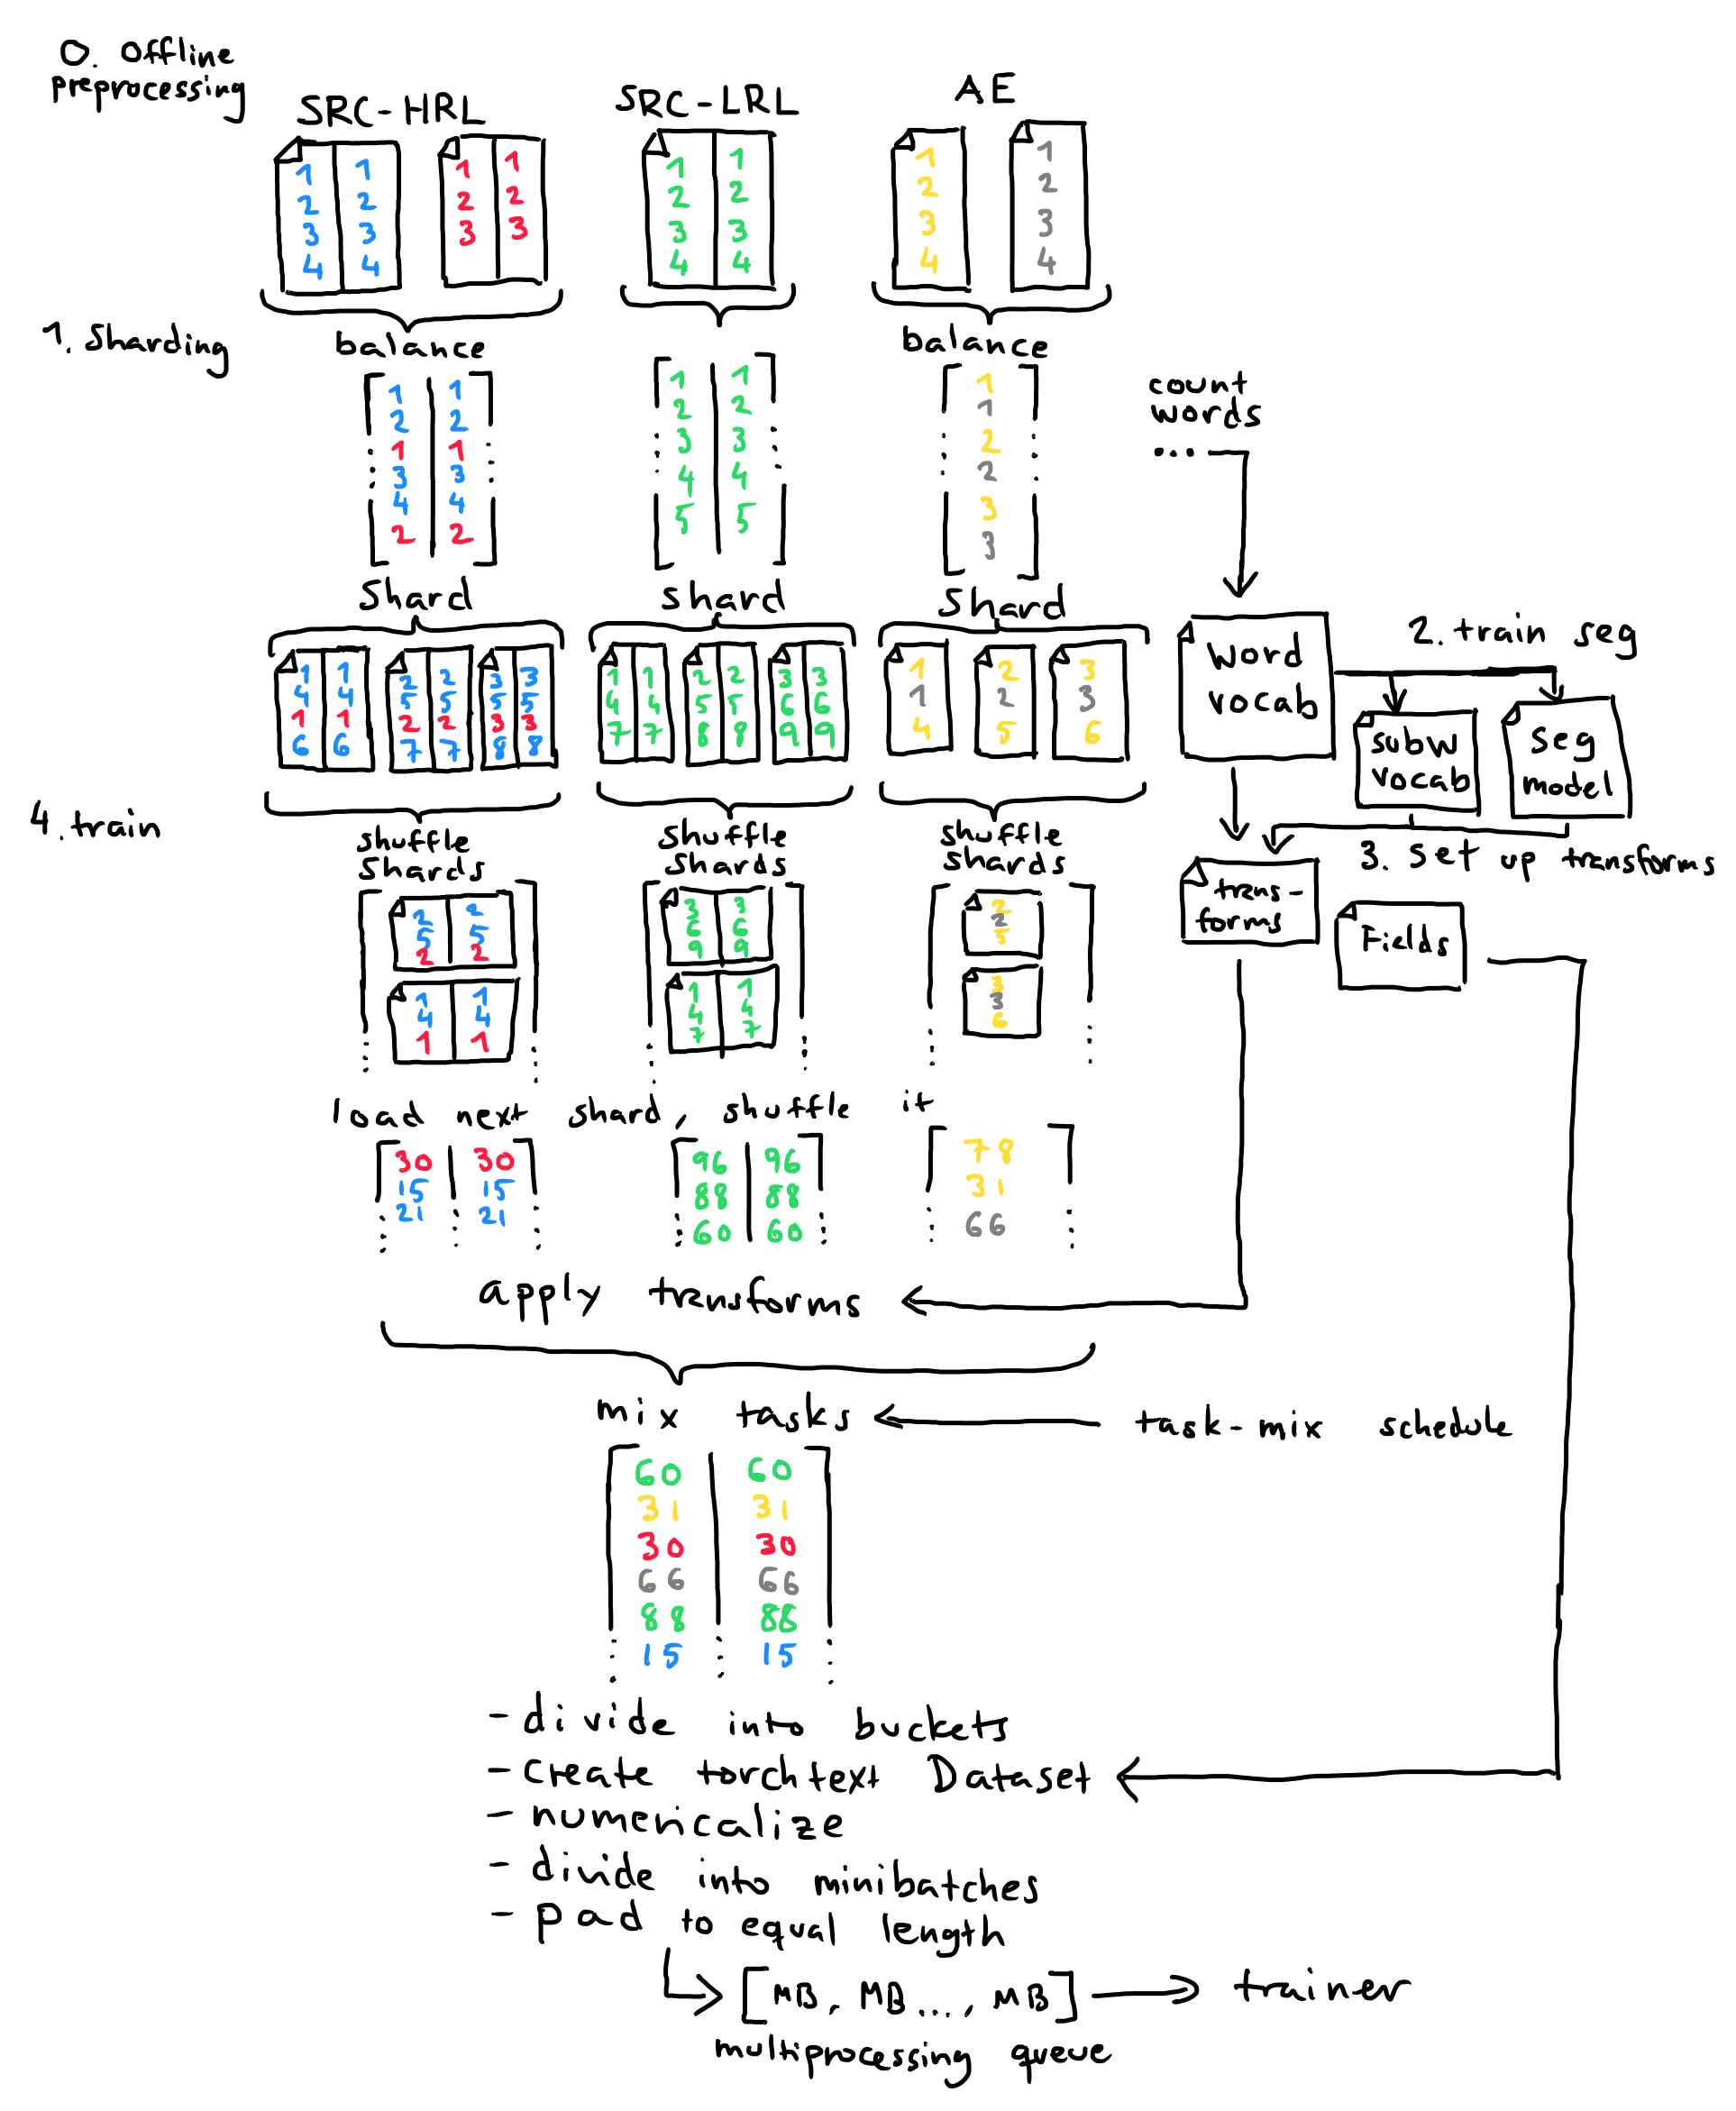 0. Offline
preprocessing
SRC-HRL
SRC-LRL
AE
1 1
2 2
3 3
4 4
1 1
2 2
3 3
1 1
2 2
3 3
4 4
1
2
3
4
1
2
3
4
1. Sharding
balance
balance
1 1
2 2
1 1
3 3
4 4
2 2
1 1
2 2
3 3
4 4
5 5
1
1
2
2
3
3
count
words
...
Shard
shard
Shard
1 1
4 4
1 1
6 6
2 2
5 5
2 2
7 7
3 3
5 5
3 3
8 8
1 1
4 4
7 7
2 2
5 5
8 8
3 3
6 6
9 9
1
1
4
2
2
5
3
3
6
word
vocab
2. train seg
subw
vocab
seg
model
3. set up transforms
trans-
forms
Fields
4. train
shuffle
shards
shuffle
shards
shuffle
shards
2 2
5 5
2 2
1 1
4 4
1 1
3 3
6 6
9 9
1 1
4 4
7 7
2
2
5
3
3
6
load next shard, shuffle it
30 30
15 15
21 21
96 96
88 88
60 60
78
31
66
apply transforms
mix tasks
task-mix schedule
60 60
31 31
30 30
66 66
88 88
15 15
- divide into buckets
- create torchtext Dataset
- numericalize
- divide into minibatches
- pad to equal length
[MB, MB..., MB]
trainer
multiprocessing queue